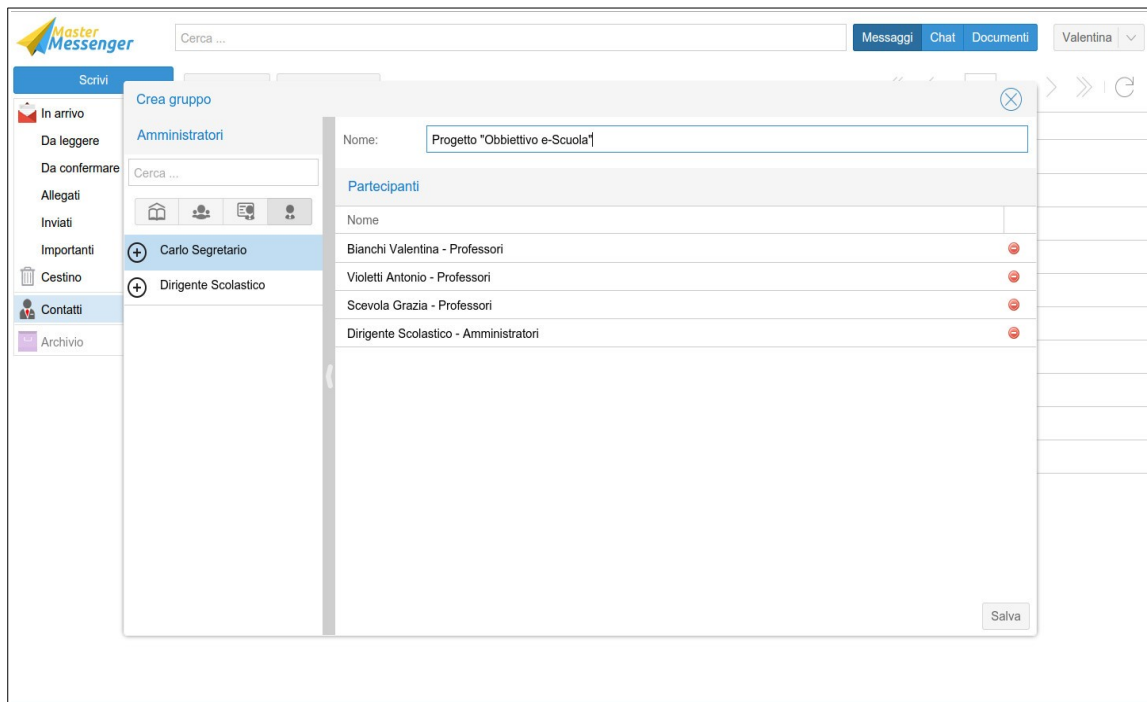 Master
Messenger
Cerca ...
Messaggi Chat Documenti
Valentina
Scrivi
In arrivo
Da leggere
Da confermare
Allegati
Inviati
Importanti
Cestino
Contatti
Archivio
Crea gruppo
Amministratori
Cerca ...
Carlo Segretario
Dirigente Scolastico
Nome: Progetto "Obbiettivo e-Scuola"
Partecipanti
Nome
Bianchi Valentina - Professori
Violetti Antonio - Professori
Scevola Grazia - Professori
Dirigente Scolastico - Amministratori
Salva